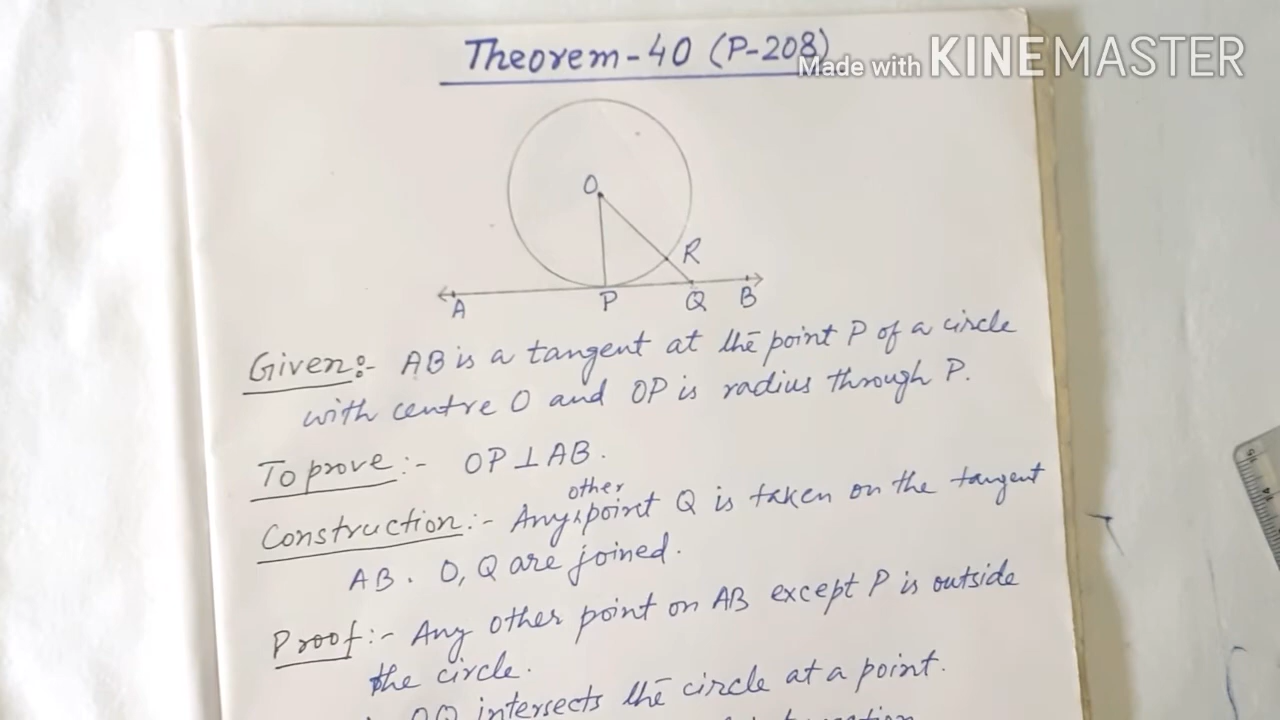 Theorem-40 (P-208)
Made with KINEMASTER
O
R
A
P
Q
B
Given:- AB is a tangent at the point P of a circle
with centre O and OP is radius through P.
To prove:- OP⊥AB.
other
Construction:- Any point Q is taken on the tangent
AB. O, Q are joined.
Proof:- Any other point on AB except P is outside
the circle.
OQ intersects the circle at a point.